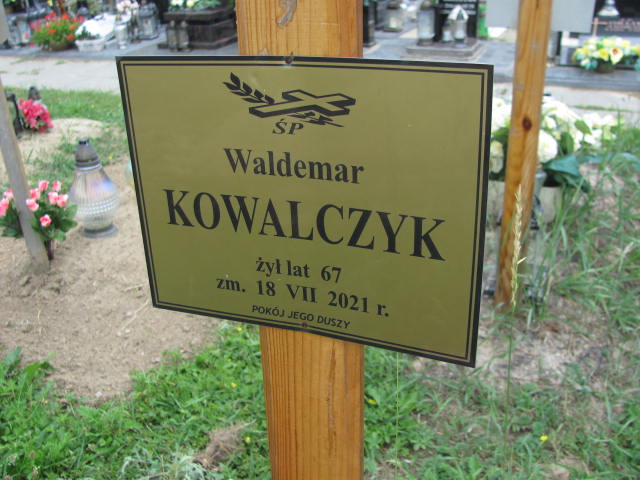 ŚP
Waldemar
KOWALCZYK
żył lat 67
zm. 18 VII 2021 r.
POKÓJ JEGO DUSZY